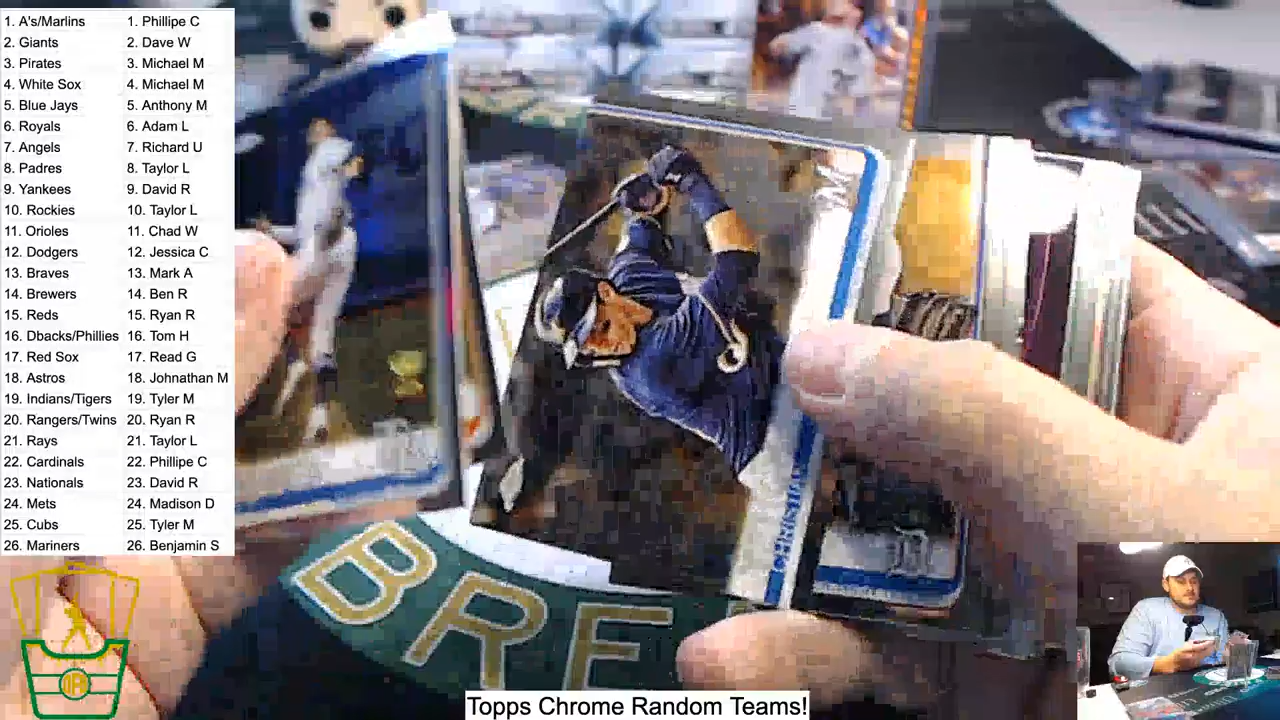 1. A's/Marlins 1. Phillipe C
2. Giants 2. Dave W
3. Pirates 3. Michael M
4. White Sox 4. Michael M
5. Blue Jays 5. Anthony M
6. Royals 6. Adam L
7. Angels 7. Richard U
8. Padres 8. Taylor L
9. Yankees 9. David R
10. Rockies 10. Taylor L
11. Orioles 11. Chad W
12. Dodgers 12. Jessica C
13. Braves 13. Mark A
14. Brewers 14. Ben R
15. Reds 15. Ryan R
16. Dbacks/Phillies 16. Tom H
17. Red Sox 17. Read G
18. Astros 18. Johnathan M
19. Indians/Tigers 19. Tyler M
20. Rangers/Twins 20. Ryan R
21. Rays 21. Taylor L
22. Cardinals 22. Phillipe C
23. Nationals 23. David R
24. Mets 24. Madison D
25. Cubs 25. Tyler M
26. Mariners 26. Benjamin S
BRE
Topps Chrome Random Teams!